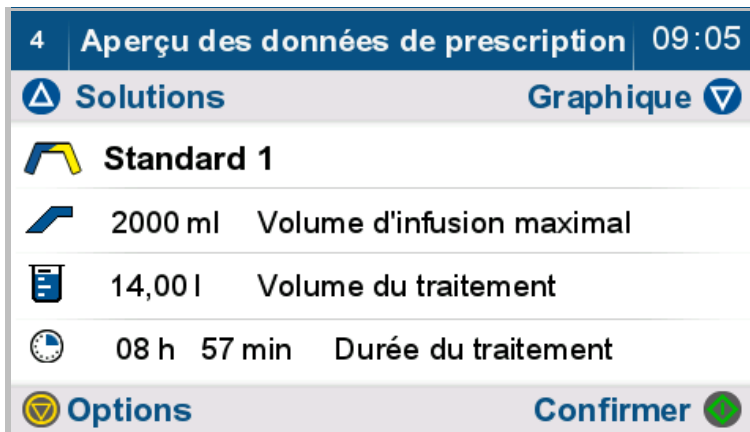 4 Aperçu des données de prescription 09:05
Solutions Graphique
Standard 1
2000 ml Volume d'infusion maximal
14,00 l Volume du traitement
08 h 57 min Durée du traitement
Options Confirmer